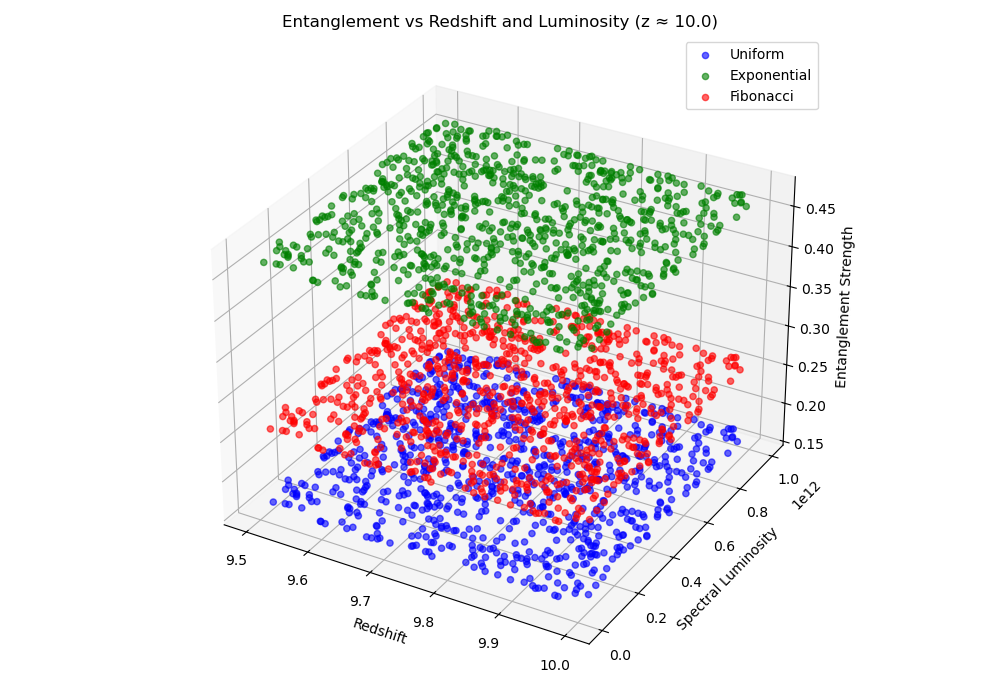 Entanglement vs Redshift and Luminosity (z ≈ 10.0)
Uniform
Exponential
Fibonacci
0.45
0.40
0.35
0.30
0.25
0.20
0.15
Entanglement Strength
1e12
1.0
0.8
0.6
0.4
0.2
0.0
Spectral Luminosity
9.5
9.6
9.7
9.8
9.9
10.0
Redshift